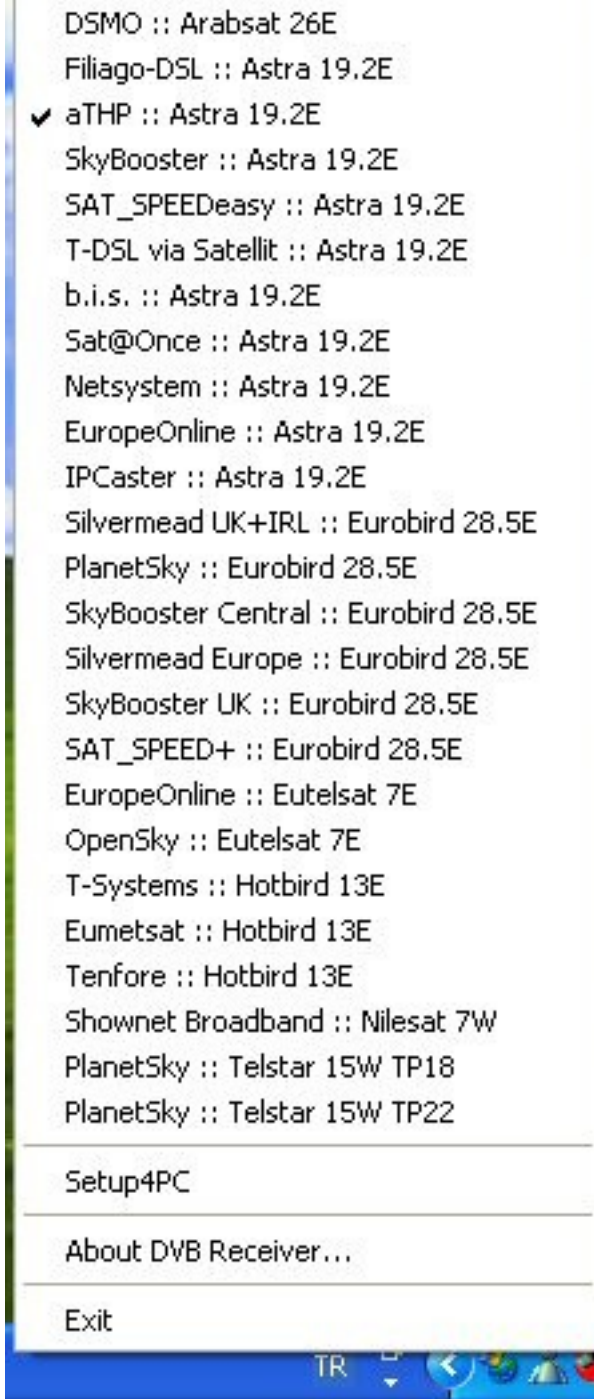 DSMO :: Arabsat 26E
Filiago-DSL :: Astra 19.2E
aTHP :: Astra 19.2E
SkyBooster :: Astra 19.2E
SAT_SPEEDeasy :: Astra 19.2E
T-DSL via Satellit :: Astra 19.2E
b.i.s. :: Astra 19.2E
Sat@Once :: Astra 19.2E
Netsystem :: Astra 19.2E
EuropeOnline :: Astra 19.2E
IPCaster :: Astra 19.2E
Silvermead UK+IRL :: Eurobird 28.5E
PlanetSky :: Eurobird 28.5E
SkyBooster Central :: Eurobird 28.5E
Silvermead Europe :: Eurobird 28.5E
SkyBooster UK :: Eurobird 28.5E
SAT_SPEED+ :: Eurobird 28.5E
EuropeOnline :: Eutelsat 7E
OpenSky :: Eutelsat 7E
T-Systems :: Hotbird 13E
Eumetsat :: Hotbird 13E
Tenfore :: Hotbird 13E
Shownet Broadband :: Nilesat 7W
PlanetSky :: Telstar 15W TP18
PlanetSky :: Telstar 15W TP22
Setup4PC
About DVB Receiver...
Exit
TR